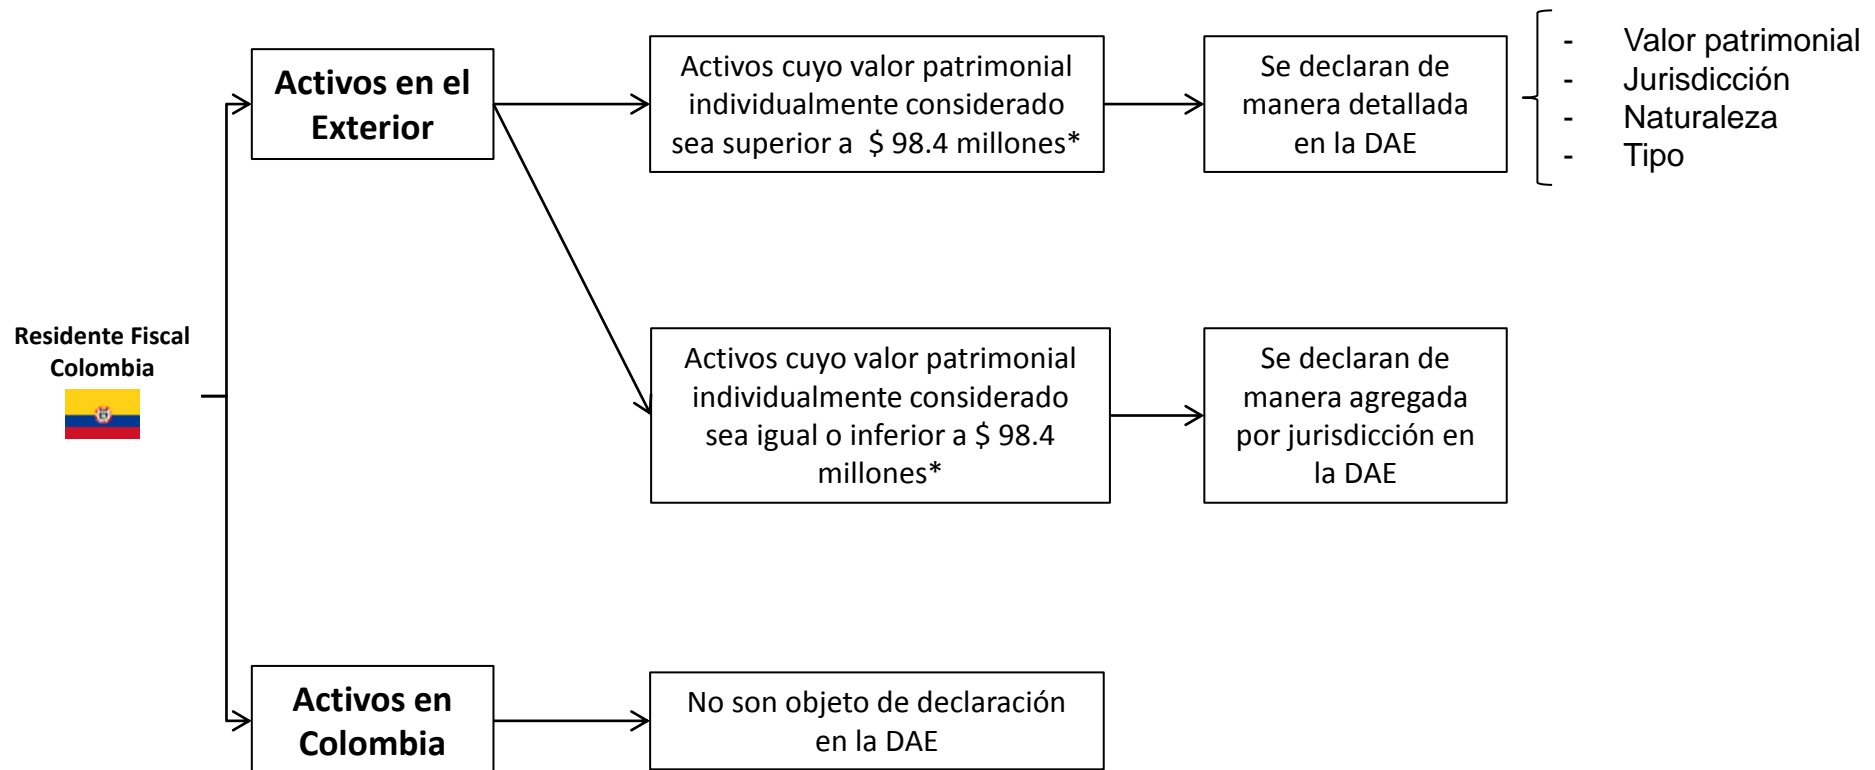 Residente Fiscal
Colombia
Activos en el
Exterior
Activos cuyo valor patrimonial
individualmente considerado
sea superior a $ 98.4 millones*
Se declaran de
manera detallada
en la DAE
- Valor patrimonial
- Jurisdicción
- Naturaleza
- Tipo
Activos cuyo valor patrimonial
individualmente considerado
sea igual o inferior a $ 98.4
millones*
Se declaran de
manera agregada
por jurisdicción en
la DAE
Activos en
Colombia
No son objeto de declaración
en la DAE